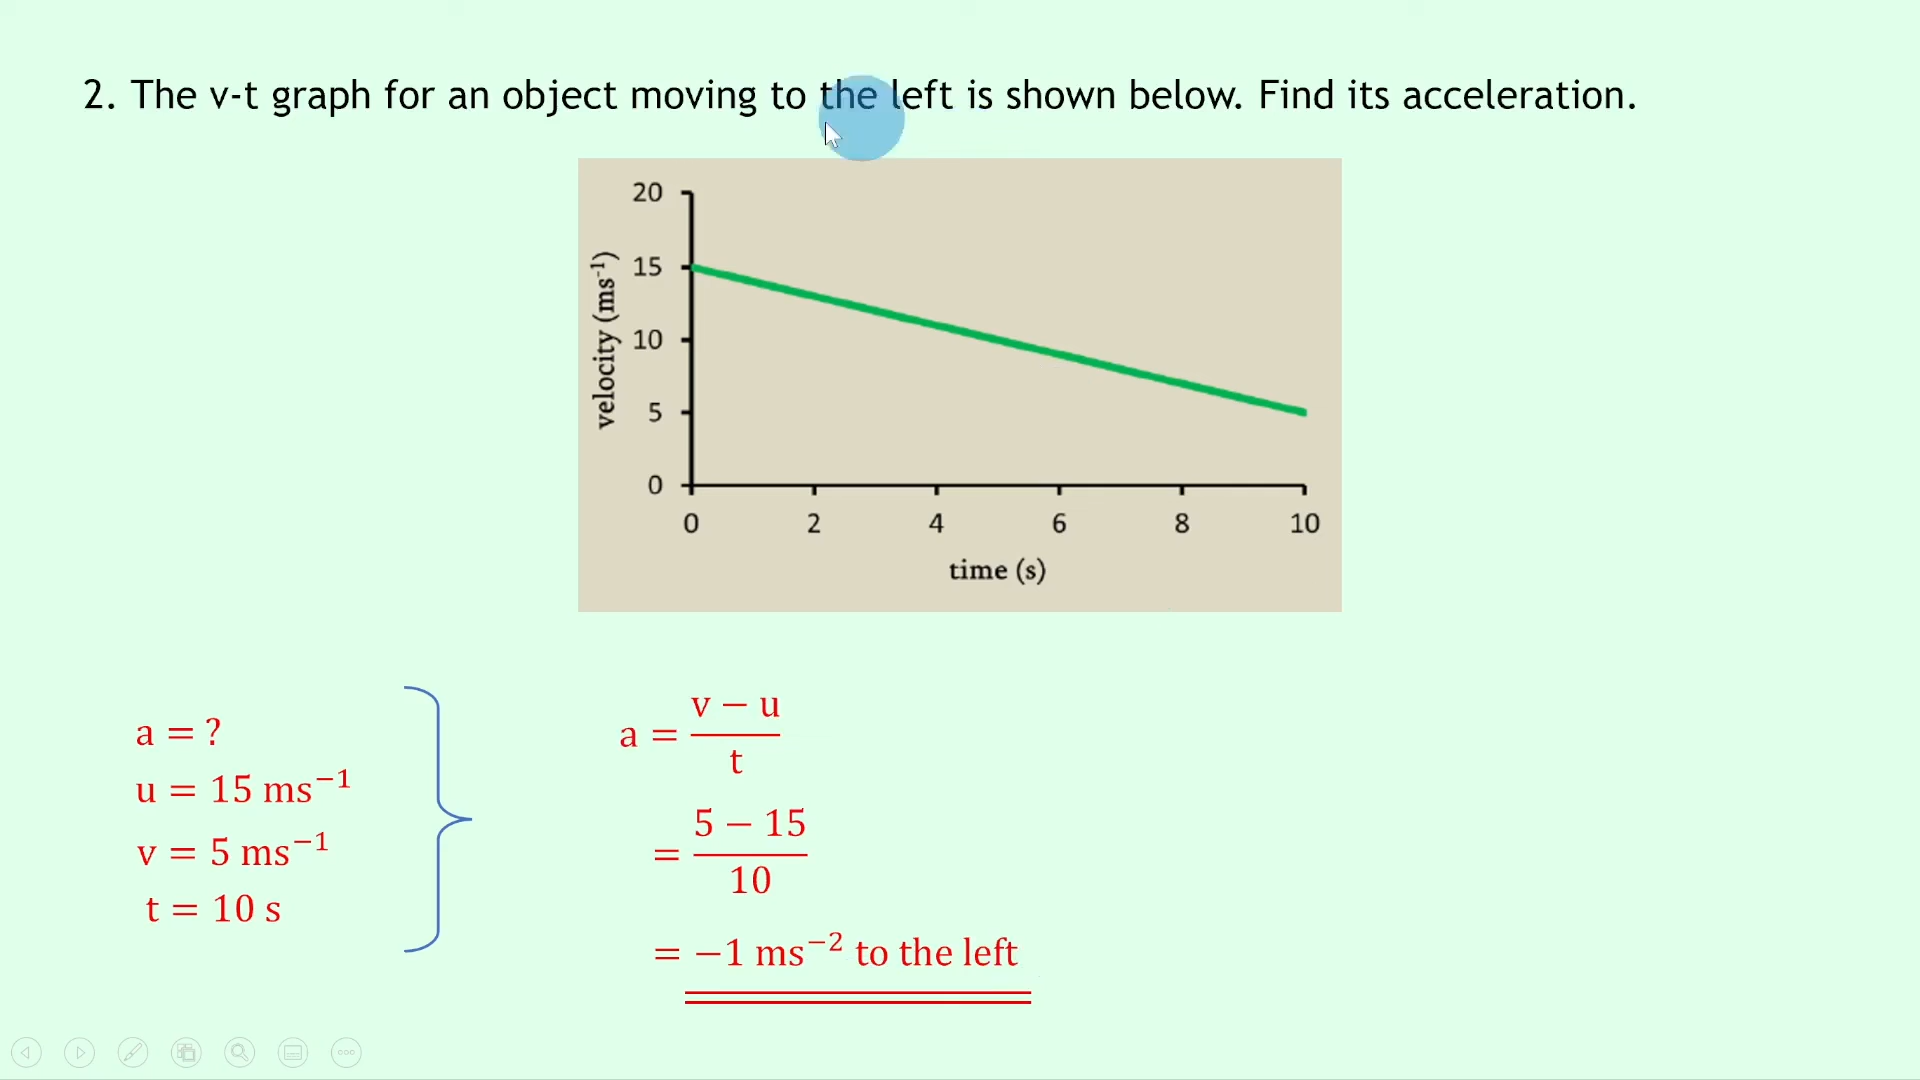 2. The v-t graph for an object moving to the left is shown below. Find its acceleration.
20
15
10
5
0
velocity (ms⁻¹)
0 2 4 6 8 10
time (s)
a = ?
u = 15 ms⁻¹
v = 5 ms⁻¹
t = 10 s
a = (v − u)/t
= (5 − 15)/10
= −1 ms⁻² to the left